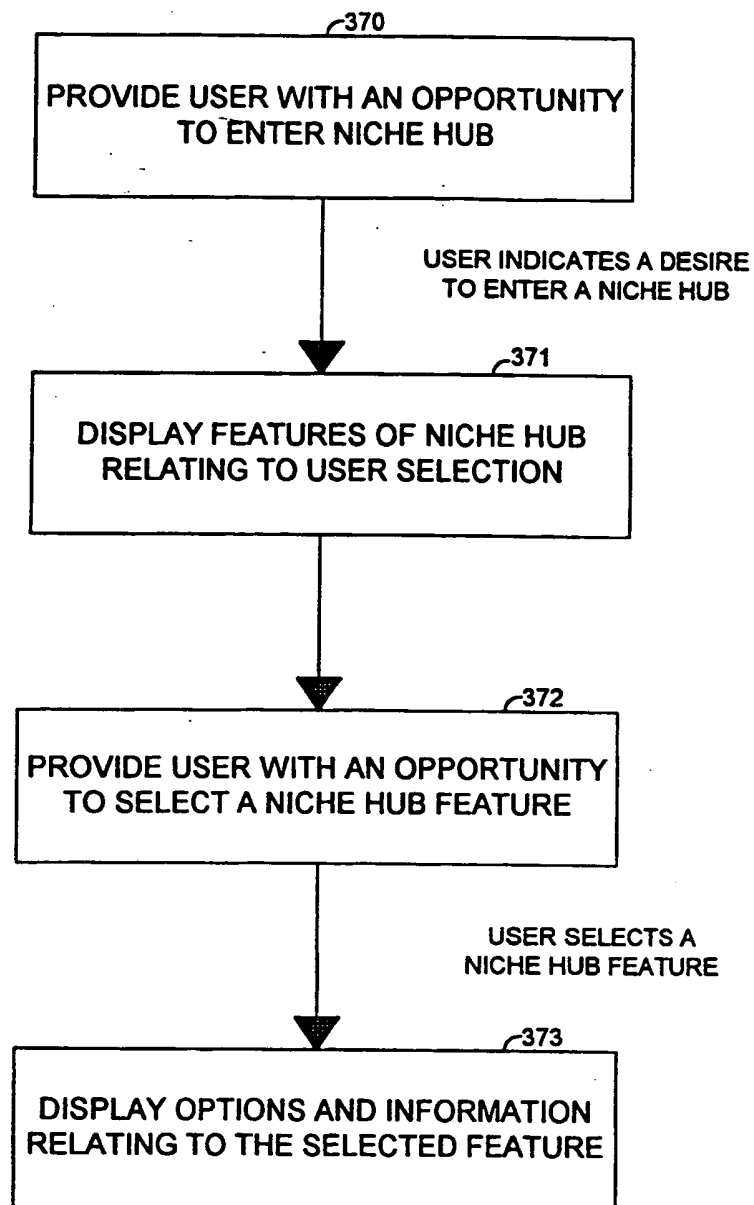 370
PROVIDE USER WITH AN OPPORTUNITY
TO ENTER NICHE HUB
USER INDICATES A DESIRE
TO ENTER A NICHE HUB
371
DISPLAY FEATURES OF NICHE HUB
RELATING TO USER SELECTION
372
PROVIDE USER WITH AN OPPORTUNITY
TO SELECT A NICHE HUB FEATURE
USER SELECTS A
NICHE HUB FEATURE
373
DISPLAY OPTIONS AND INFORMATION
RELATING TO THE SELECTED FEATURE